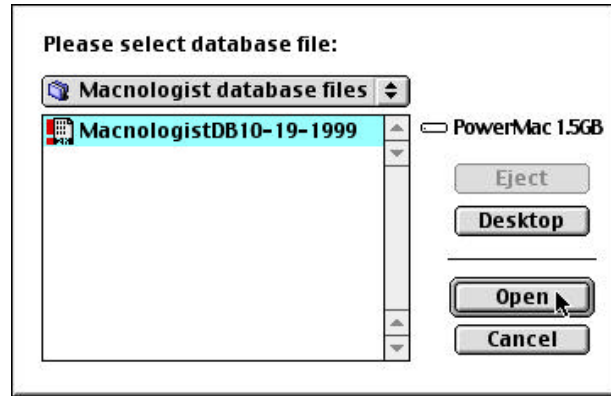 Please select database file:
Macnologist database files
MacnologistDB10-19-1999
PowerMac 1.5GB
Eject
Desktop
Open
Cancel